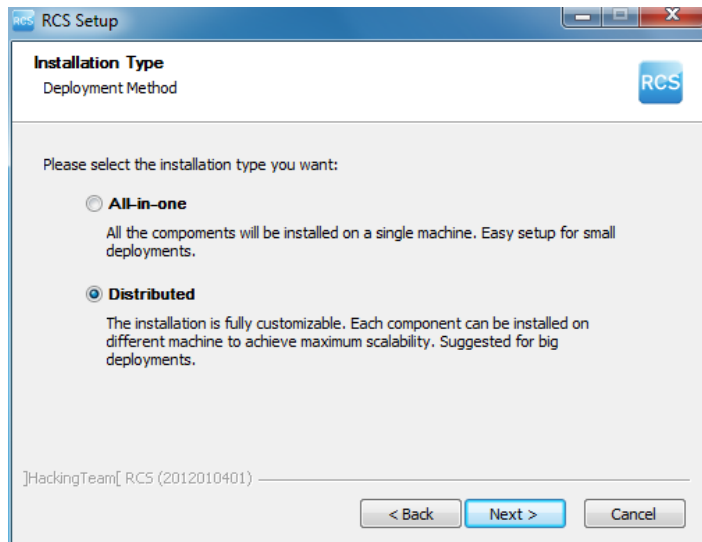 RCS RCS Setup
Installation Type
Deployment Method
RCS
Please select the installation type you want:
All-in-one
All the compoments will be installed on a single machine. Easy setup for small
deployments.
Distributed
The installation is fully customizable. Each component can be installed on
different machine to achieve maximum scalability. Suggested for big
deployments.
]HackingTeam[ RCS (2012010401)
< Back Next > Cancel